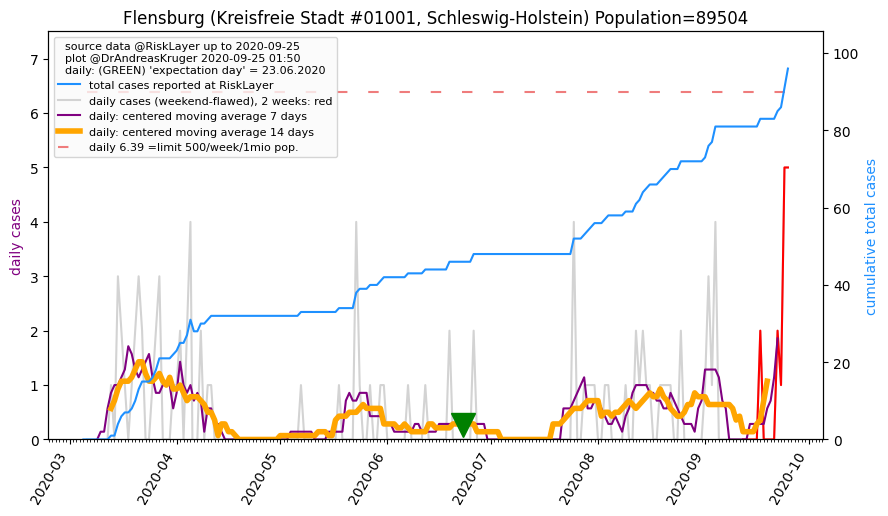 Flensburg (Kreisfreie Stadt #01001, Schleswig-Holstein) Population=89504
source data @RiskLayer up to 2020-09-25
plot @DrAndreasKruger 2020-09-25 01:50
daily: (GREEN) 'expectation day' = 23.06.2020
total cases reported at RiskLayer
daily cases (weekend-flawed), 2 weeks: red
daily: centered moving average 7 days
daily: centered moving average 14 days
daily 6.39 =limit 500/week/1mio pop.
daily cases
7
6
5
4
3
2
1
0
cumulative total cases
100
80
60
40
20
0
2020-03
2020-04
2020-05
2020-06
2020-07
2020-08
2020-09
2020-10